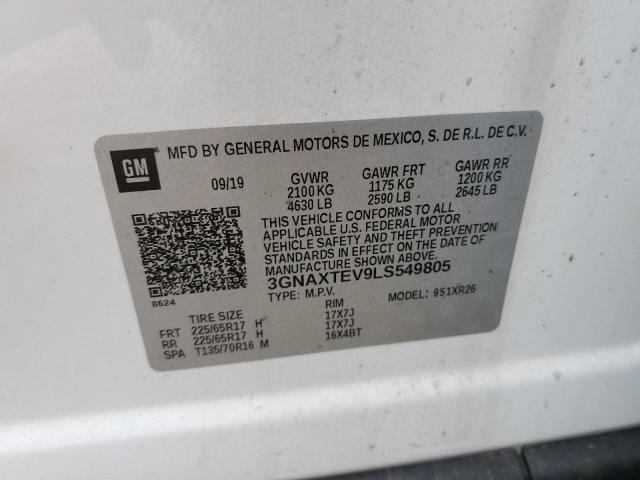 GM
MFD BY GENERAL MOTORS DE MEXICO, S. DE R.L. DE C.V.
09/19 GVWR GAWR FRT GAWR RR
2100 KG 1175 KG 1200 KG
4630 LB 2590 LB 2645 LB
THIS VEHICLE CONFORMS TO ALL
APPLICABLE U.S. FEDERAL MOTOR
VEHICLE SAFETY AND THEFT PREVENTION
STANDARDS IN EFFECT ON THE DATE OF
MANUFACTURE SHOWN ABOVE.
3GNAXTEV9LS549805
8624
TYPE: M.P.V. MODEL: 951XR26
TIRE SIZE RIM
FRT 225/65R17 H 17X7J
RR 225/65R17 H 17X7J
SPA T135/70R16 M 16X4BT